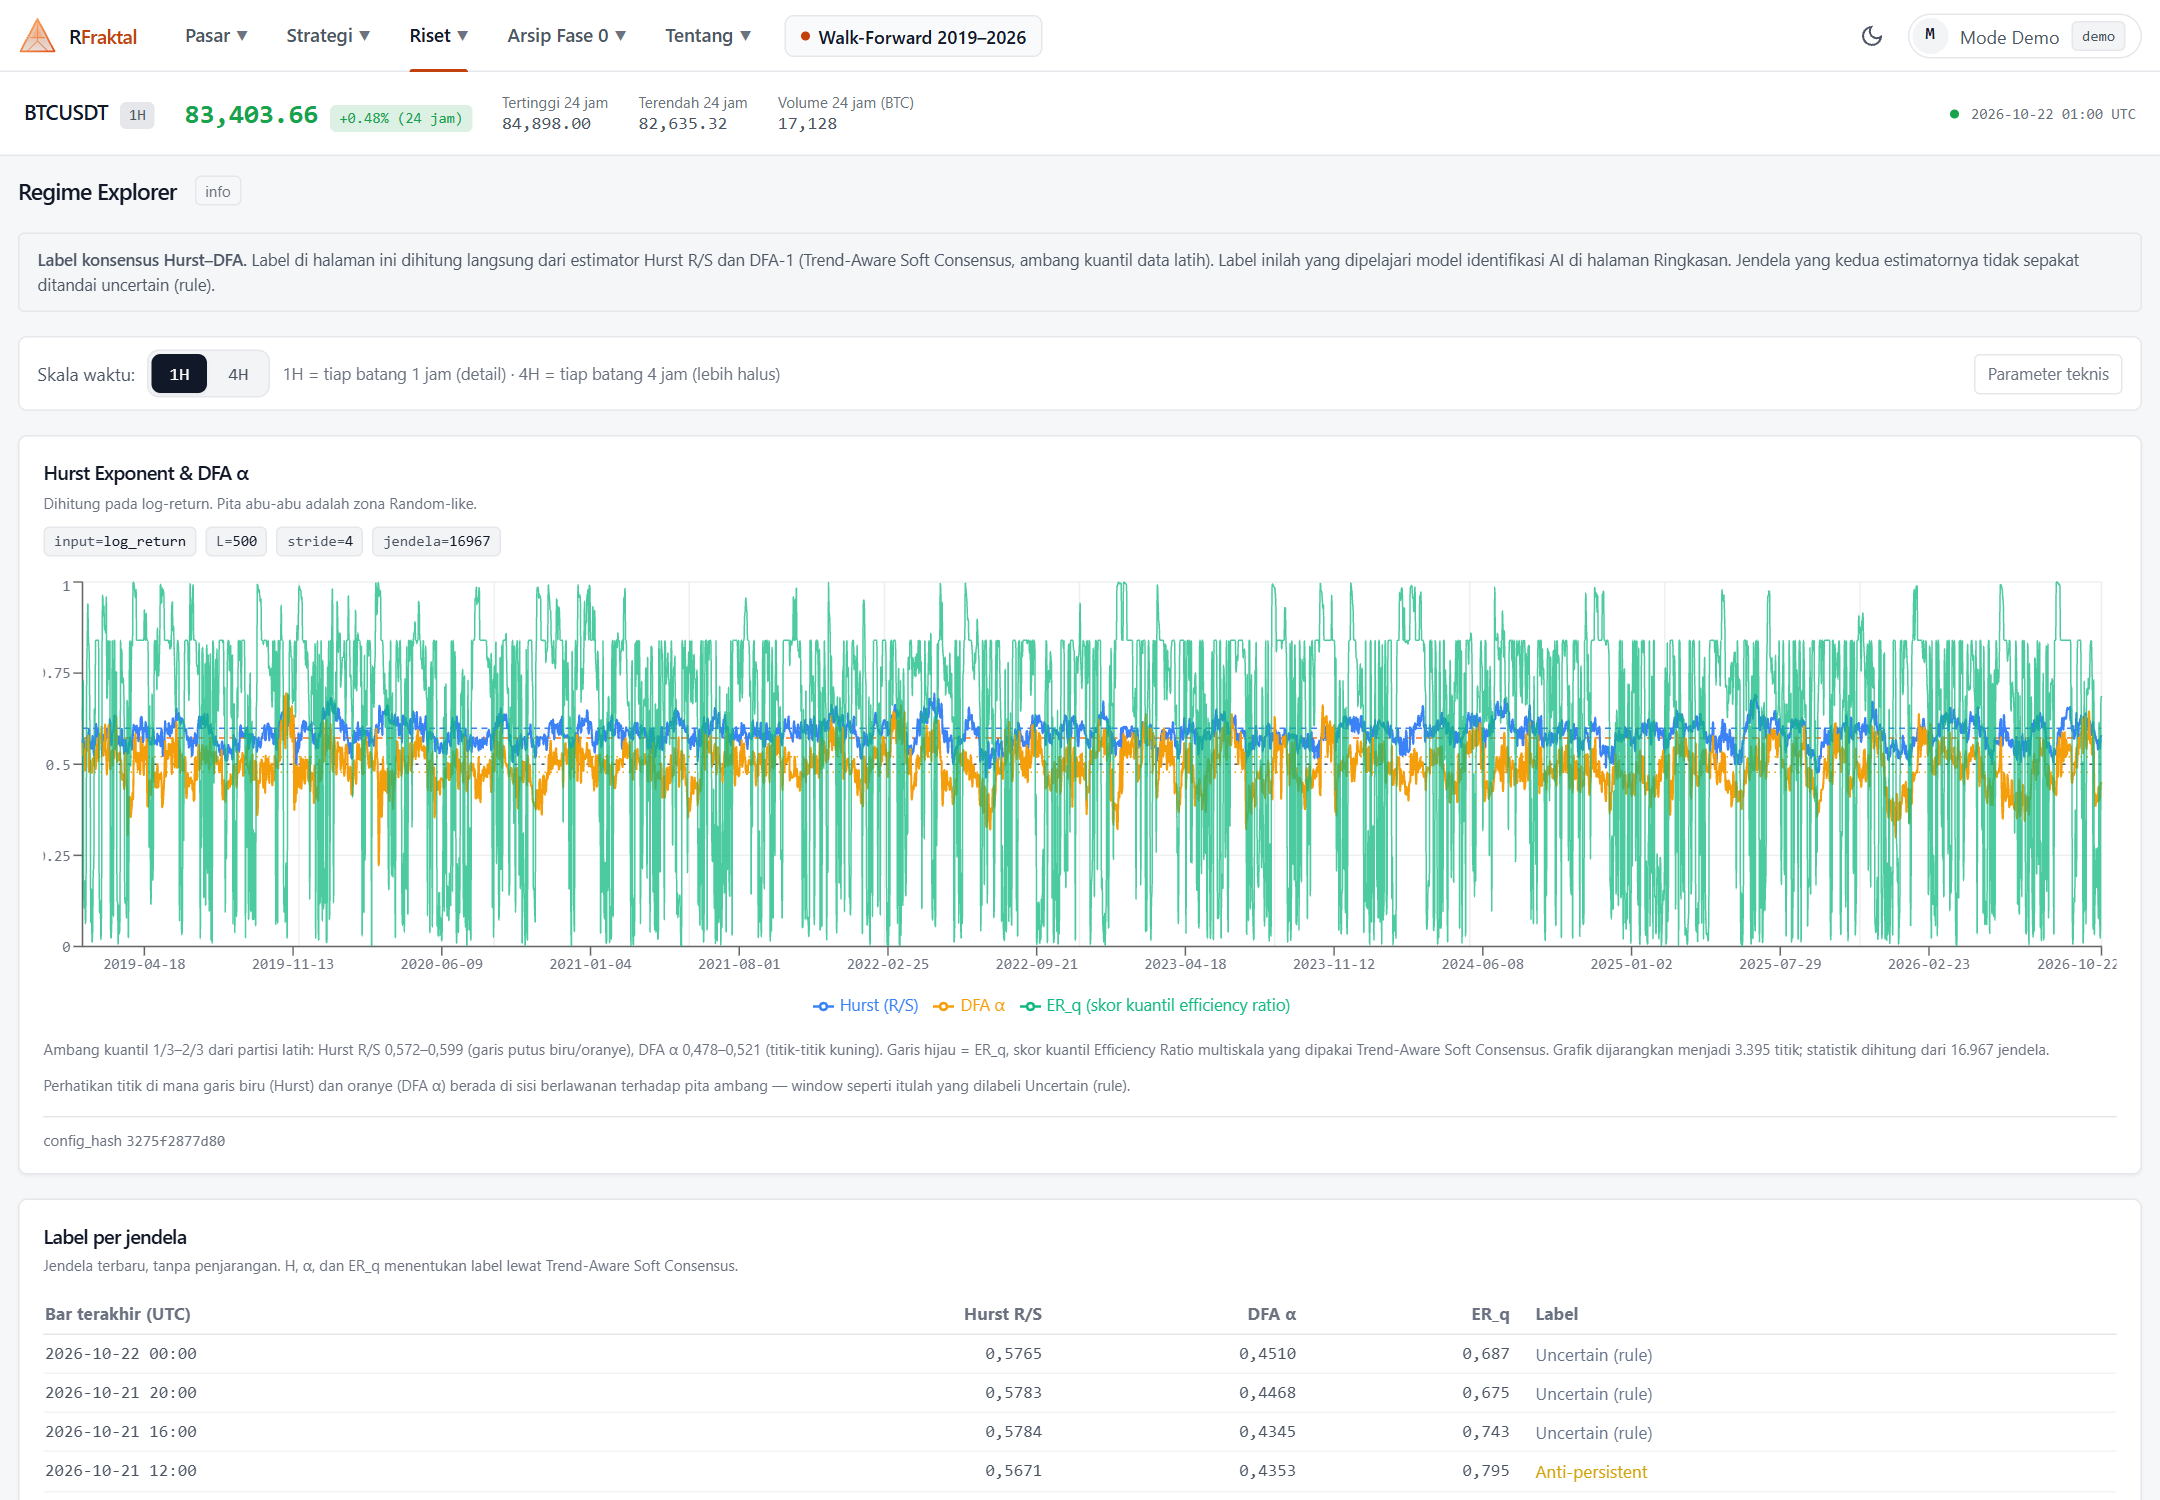 RFraktal
Pasar ▼ Strategi ▼ Riset ▼ Arsip Fase 0 ▼ Tentang ▼ Walk-Forward 2019–2026
M Mode Demo demo
BTCUSDT 1H 83,403.66 +0.48% (24 jam)
Tertinggi 24 jam Terendah 24 jam Volume 24 jam (BTC)
84,898.00 82,635.32 17,128
2026-10-22 01:00 UTC
Regime Explorer info
Label konsensus Hurst–DFA. Label di halaman ini dihitung langsung dari estimator Hurst R/S dan DFA-1 (Trend-Aware Soft Consensus, ambang kuantil data latih). Label inilah yang dipelajari model identifikasi AI di halaman Ringkasan. Jendela yang kedua estimatornya tidak sepakat
ditandai uncertain (rule).
Skala waktu: 1H 4H 1H = tiap batang 1 jam (detail) · 4H = tiap batang 4 jam (lebih halus) Parameter teknis
Hurst Exponent & DFA α
Dihitung pada log-return. Pita abu-abu adalah zona Random-like.
input=log_return L=500 stride=4 jendela=16967
1
.75
0.5
.25
0
2019-04-18 2019-11-13 2020-06-09 2021-01-04 2021-08-01 2022-02-25 2022-09-21 2023-04-18 2023-11-12 2024-06-08 2025-01-02 2025-07-29 2026-02-23 2026-10-22
Hurst (R/S) DFA α ER_q (skor kuantil efficiency ratio)
Ambang kuantil 1/3–2/3 dari partisi latih: Hurst R/S 0,572–0,599 (garis putus biru/oranye), DFA α 0,478–0,521 (titik-titik kuning). Garis hijau = ER_q, skor kuantil Efficiency Ratio multiskala yang dipakai Trend-Aware Soft Consensus. Grafik dijarangkan menjadi 3.395 titik; statistik dihitung dari 16.967 jendela.
Perhatikan titik di mana garis biru (Hurst) dan oranye (DFA α) berada di sisi berlawanan terhadap pita ambang — window seperti itulah yang dilabeli Uncertain (rule).
config_hash 3275f2877d80
Label per jendela
Jendela terbaru, tanpa penjarangan. H, α, dan ER_q menentukan label lewat Trend-Aware Soft Consensus.
Bar terakhir (UTC) Hurst R/S DFA α ER_q Label
2026-10-22 00:00 0,5765 0,4510 0,687 Uncertain (rule)
2026-10-21 20:00 0,5783 0,4468 0,675 Uncertain (rule)
2026-10-21 16:00 0,5784 0,4345 0,743 Uncertain (rule)
2026-10-21 12:00 0,5671 0,4353 0,795 Anti-persistent